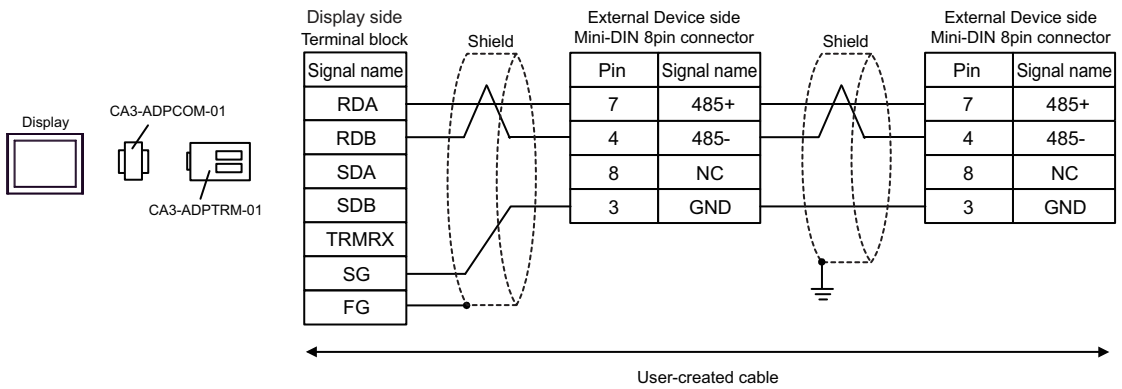 Display side
Terminal block
Shield
External Device side
Mini-DIN 8pin connector
Shield
External Device side
Mini-DIN 8pin connector
Signal name
Pin
Signal name
Pin
Signal name
RDA
7
485+
7
485+
RDB
4
485-
4
485-
SDA
8
NC
8
NC
SDB
3
GND
3
GND
TRMRX
SG
FG
Display
CA3-ADPCOM-01
CA3-ADPTRM-01
User-created cable